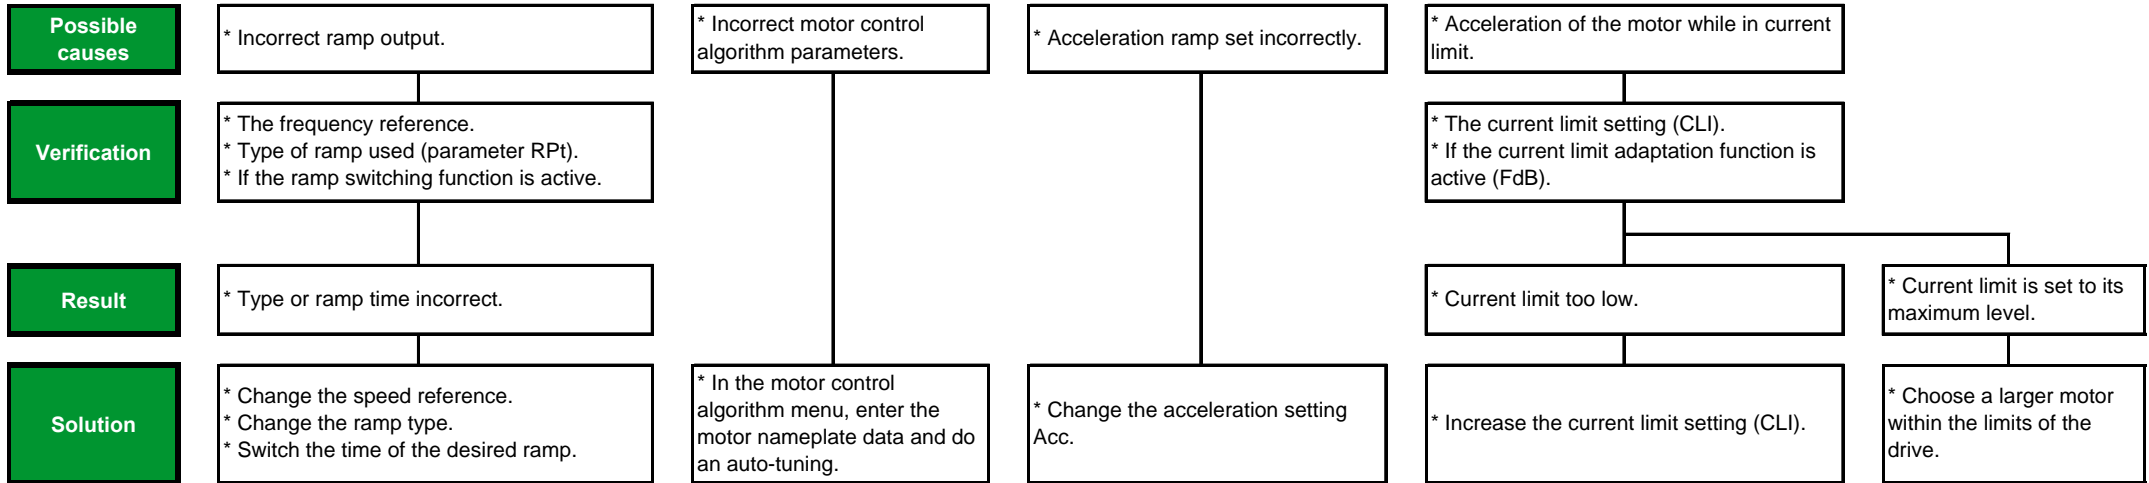 Possible
causes
* Incorrect ramp output.
* Incorrect motor control
algorithm parameters.
* Acceleration ramp set incorrectly.
* Acceleration of the motor while in current
limit.
Verification
* The frequency reference.
* Type of ramp used (parameter RPt).
* If the ramp switching function is active.
* The current limit setting (CLI).
* If the current limit adaptation function is
active (FdB).
Result
* Type or ramp time incorrect.
* Current limit too low.
* Current limit is set to its
maximum level.
Solution
* Change the speed reference.
* Change the ramp type.
* Switch the time of the desired ramp.
* In the motor control
algorithm menu, enter the
motor nameplate data and do
an auto-tuning.
* Change the acceleration setting
Acc.
* Increase the current limit setting (CLI).
* Choose a larger motor
within the limits of the
drive.